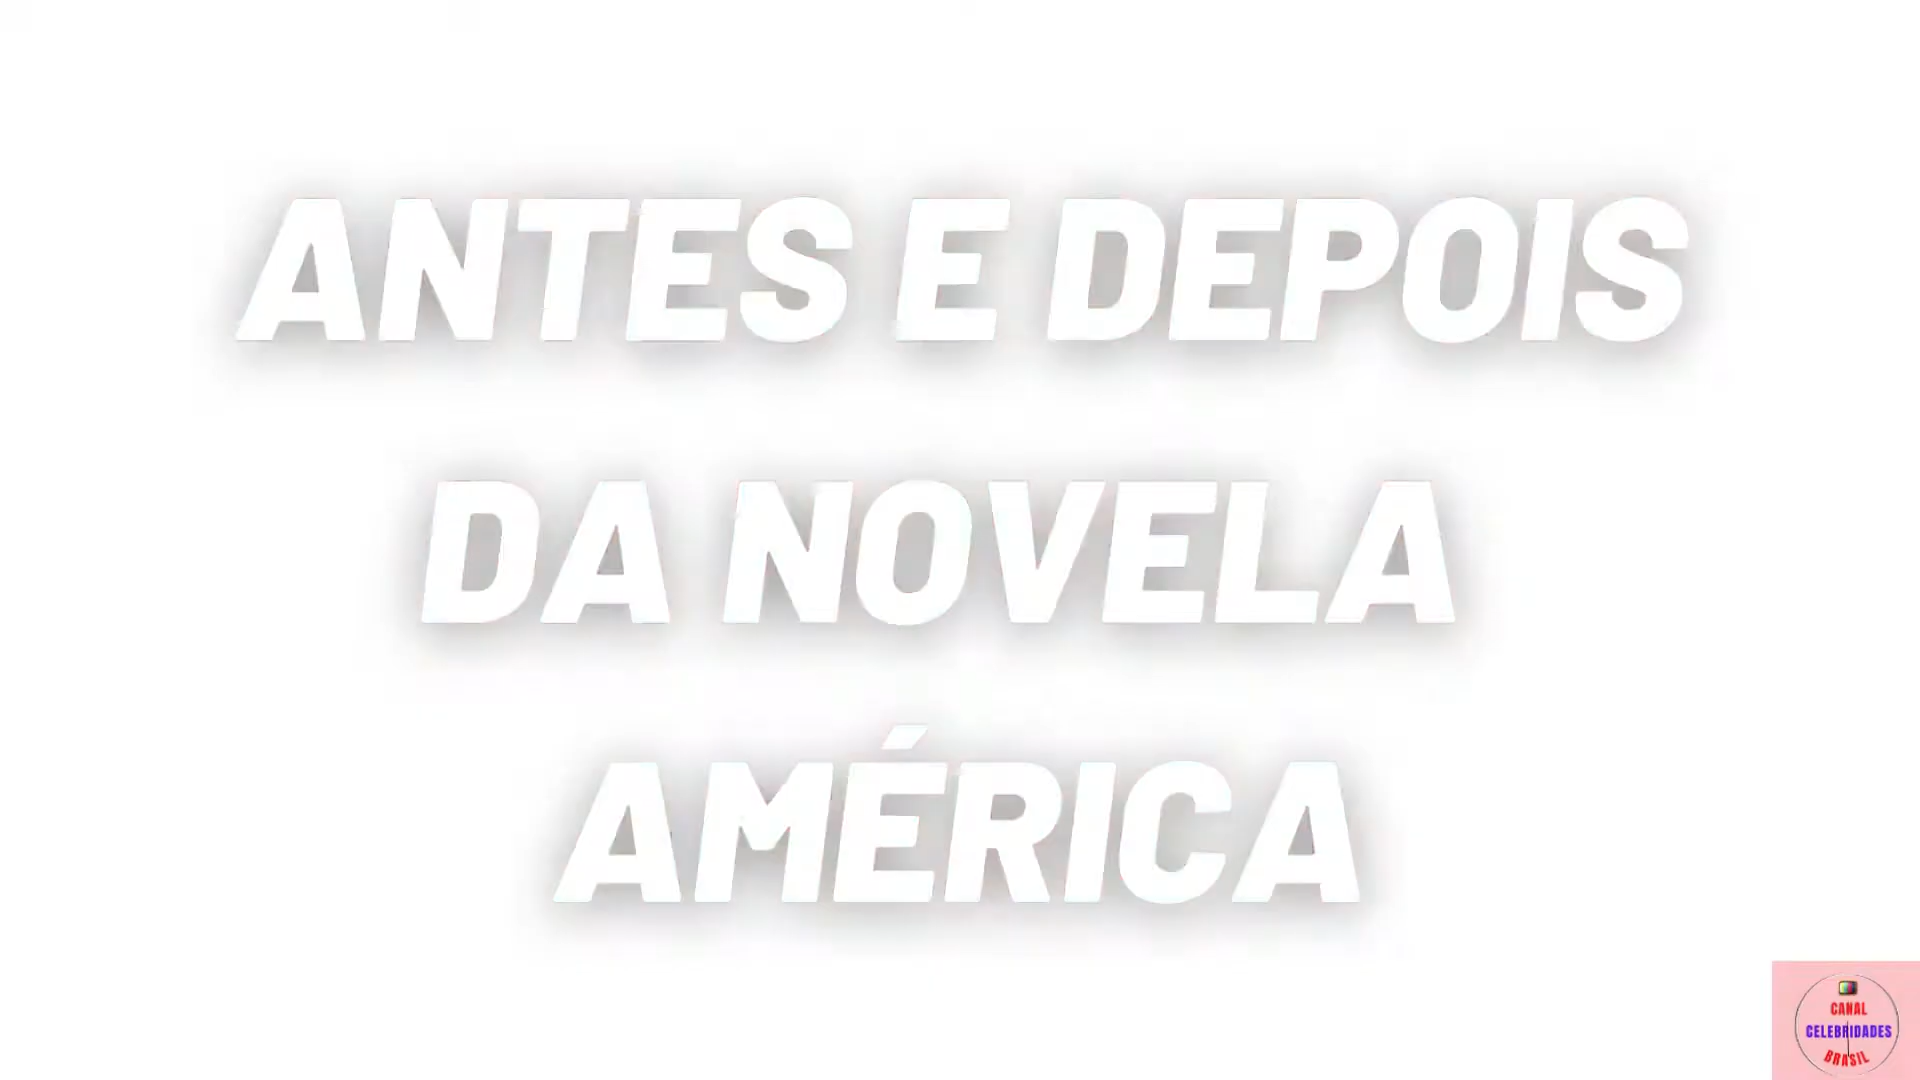 ANTES E DEPOIS
DA NOVELA
AMÉRICA
CANAL
CELEBRIDADES
BRASIL